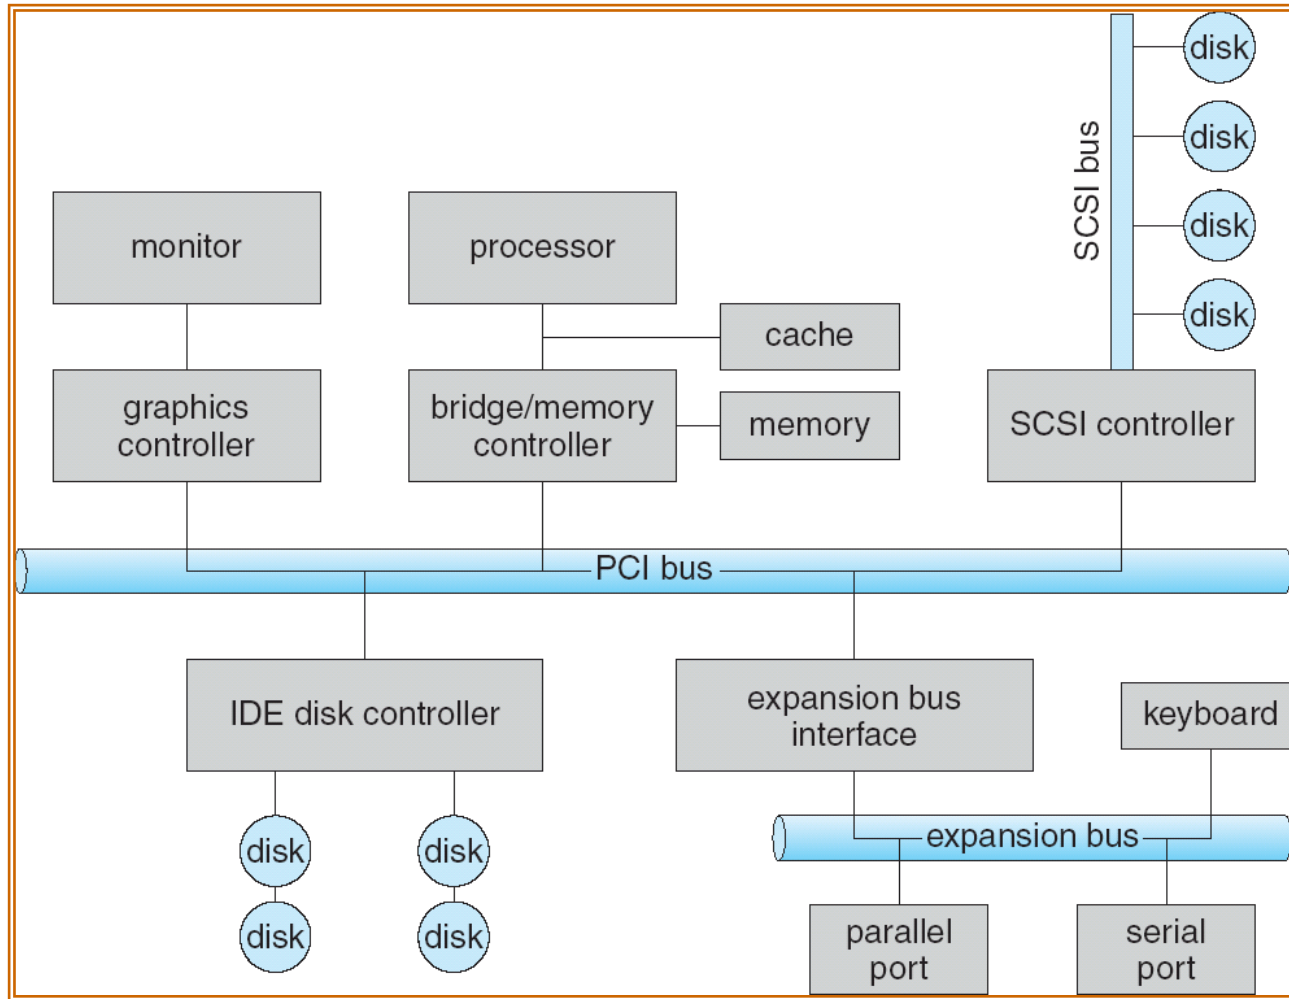 disk
disk
disk
disk
SCSI bus
monitor
processor
cache
graphics
controller
bridge/memory
controller
memory
SCSI controller
PCI bus
IDE disk controller
expansion bus
interface
keyboard
disk
disk
expansion bus
disk
disk
parallel
port
serial
port